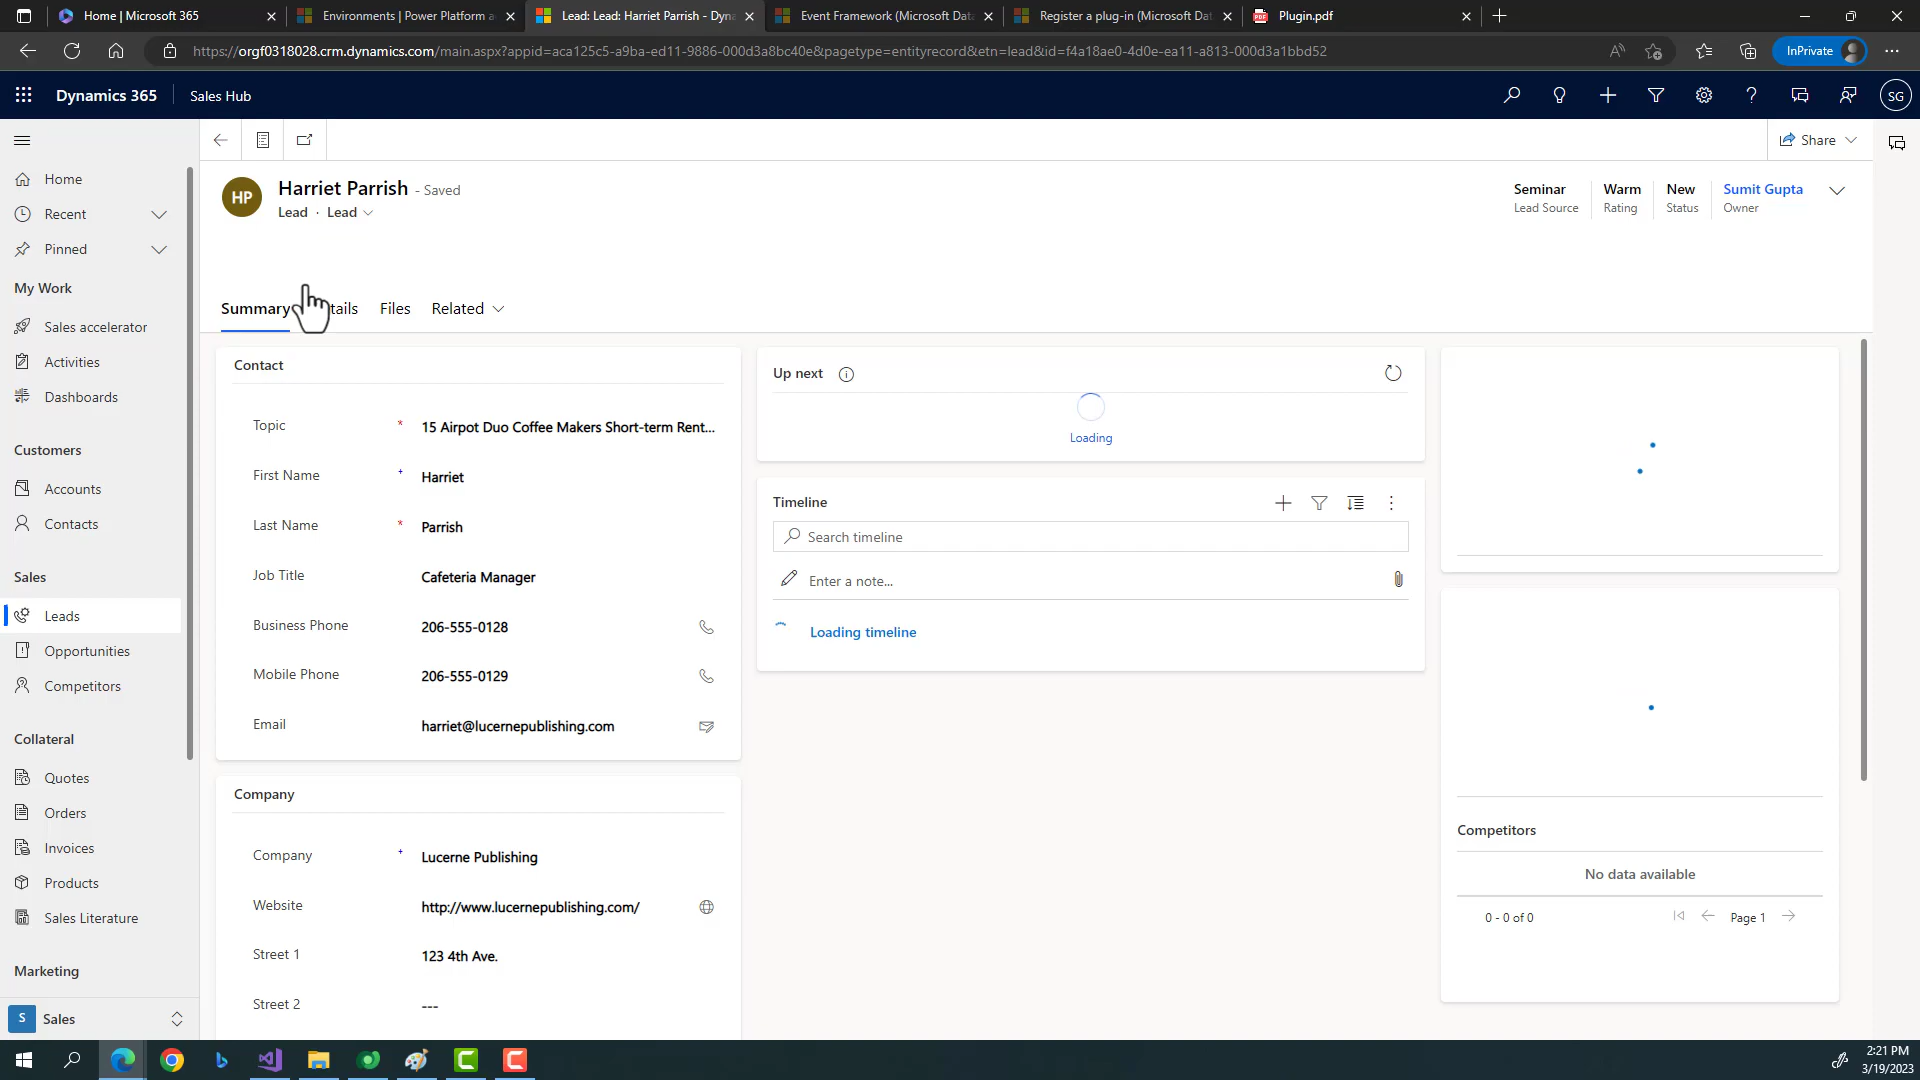 Home | Microsoft 365
Environments | Power Platform a
Lead: Lead: Harriet Parrish - Dyna
Event Framework (Microsoft Data
Register a plug-in (Microsoft Dat
Plugin.pdf
https://orgf0318028.crm.dynamics.com/main.aspx?appid=aca125c5-a9ba-ed11-9886-000d3a8bc40e&pagetype=entityrecord&etn=lead&id=f4a18ae0-4d0e-ea11-a813-000d3a1bbd52
InPrivate
Dynamics 365
Sales Hub
SG
Share
Home
Recent
Pinned
My Work
Sales accelerator
Activities
Dashboards
Customers
Accounts
Contacts
Sales
Leads
Opportunities
Competitors
Collateral
Quotes
Orders
Invoices
Products
Sales Literature
Marketing
S Sales
HP
Harriet Parrish - Saved
Lead · Lead
Seminar
Lead Source
Warm
Rating
New
Status
Sumit Gupta
Owner
Summary
tails
Files
Related
Contact
Topic * 15 Airpot Duo Coffee Makers Short-term Rent...
First Name + Harriet
Last Name * Parrish
Job Title Cafeteria Manager
Business Phone 206-555-0128
Mobile Phone 206-555-0129
Email harriet@lucernepublishing.com
Company
Company + Lucerne Publishing
Website http://www.lucernepublishing.com/
Street 1 123 4th Ave.
Street 2 ---
Up next
Loading
Timeline
Search timeline
Enter a note...
Loading timeline
Competitors
No data available
0 - 0 of 0
Page 1
2:21 PM
3/19/2023